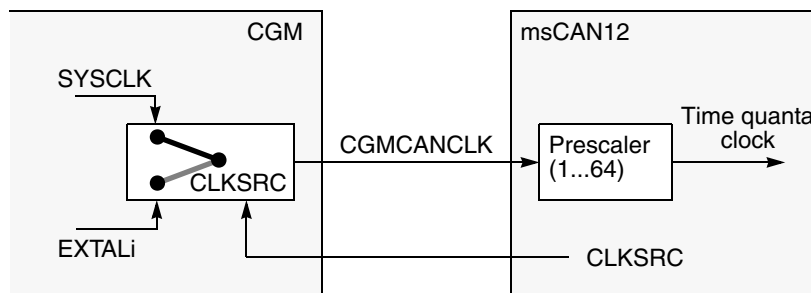 CGM
msCAN12
SYSCLK
CLKSRC
EXTALi
CGMCANCLK
Prescaler
(1...64)
Time quanta
clock
CLKSRC